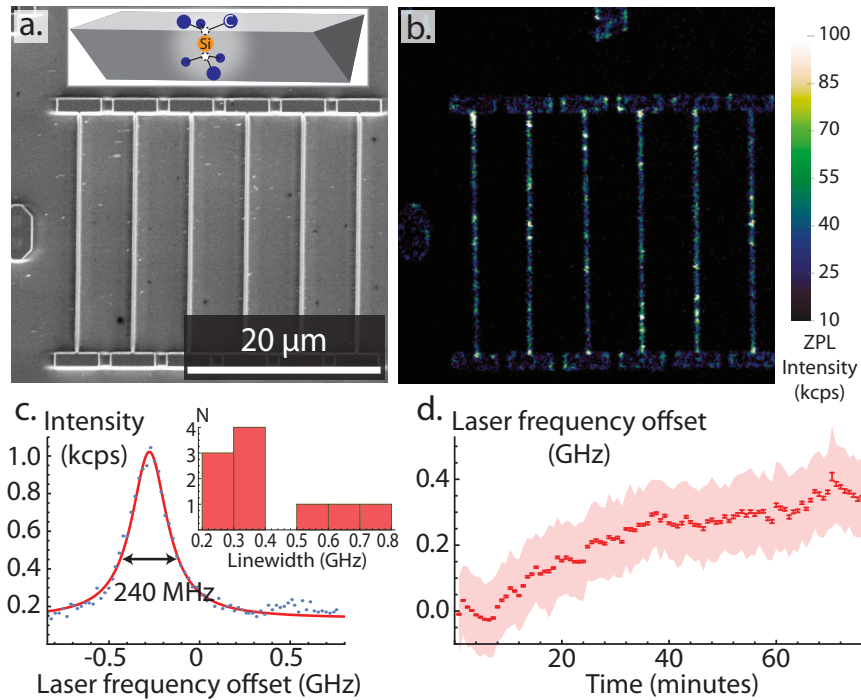 a.
Si
C
20 μm
b.
100
85
70
55
40
25
10
ZPL
Intensity
(kcps)
c.
Intensity
(kcps)
1.0
0.8
0.6
0.4
0.2
240 MHz
-0.5
0
0.5
Laser frequency offset (GHz)
N
4
3
2
1
0.2
0.3
0.4
0.5
0.6
0.7
0.8
Linewidth (GHz)
d.
Laser frequency offset
(GHz)
0.4
0.2
0.0
20
40
60
Time (minutes)